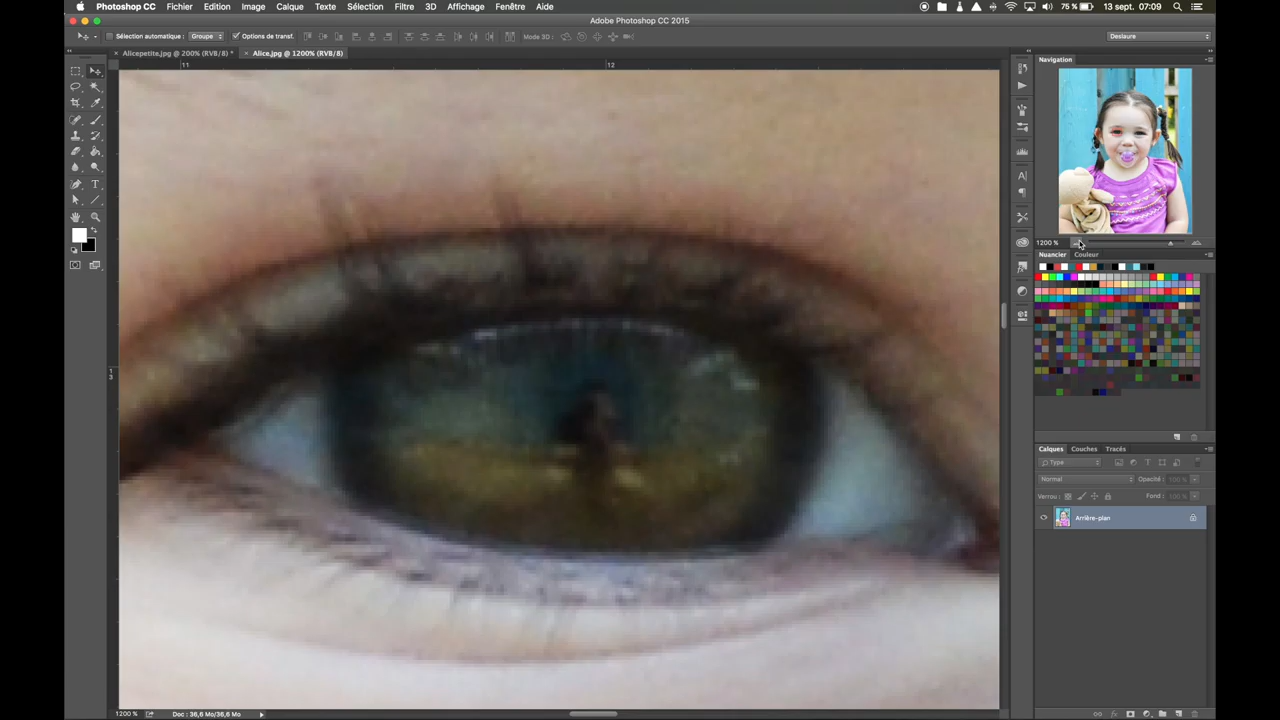 Photoshop CC Fichier Edition Image Calque Texte Sélection Filtre 3D Affichage Fenêtre Aide 75 % 13 sept. 07:09
Adobe Photoshop CC 2015
Sélection automatique : Groupe Options de transf. Mode 3D : Deslaure
Alicepetite.jpg @ 200% (RVB/8) * Alice.jpg @ 1200% (RVB/8)
11 12
Navigation
1200 %
Nuancier Couleur
1
3
Calques Couches Tracés
Type
Normal Opacité : 100 %
Verrou : Fond : 100 %
Arrière-plan
1200 % Doc : 36,6 Mo/36,6 Mo